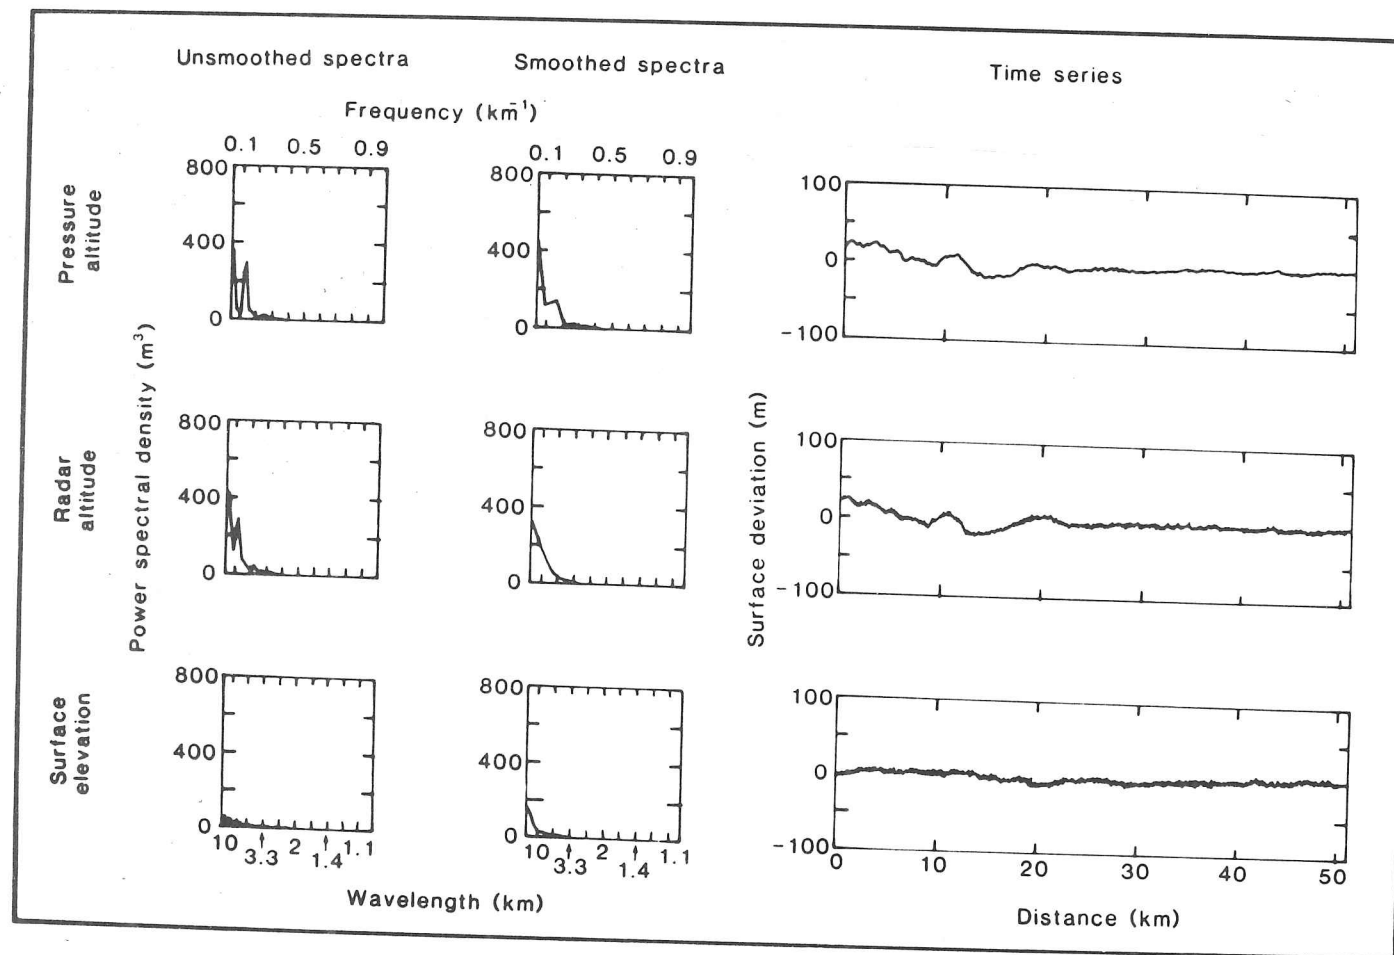 Unsmoothed spectra
Smoothed spectra
Time series
Frequency (km⁻¹)
0.1 0.5 0.9
0.1 0.5 0.9
Pressure
altitude
800
400
0
800
400
0
100
0
-100
Power spectral density (m³)
Surface deviation (m)
Radar
altitude
800
400
0
800
400
0
100
0
-100
Surface
elevation
800
400
0
10 3.3 2 1.4 1.1
800
400
0
10 3.3 2 1.4 1.1
100
0
-100
0 10 20 30 40 50
Wavelength (km)
Distance (km)